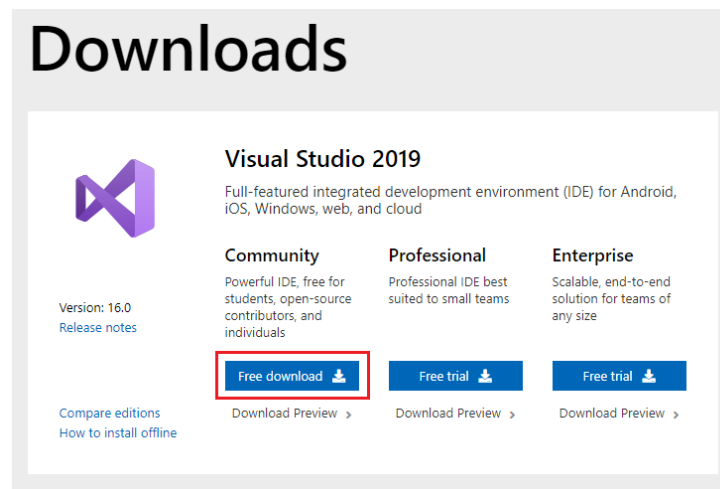 Downloads
Visual Studio 2019
Full-featured integrated development environment (IDE) for Android,
iOS, Windows, web, and cloud
Community
Powerful IDE, free for
students, open-source
contributors, and
individuals
Free download
Download Preview >
Professional
Professional IDE best
suited to small teams
Free trial
Download Preview >
Enterprise
Scalable, end-to-end
solution for teams of
any size
Free trial
Download Preview >
Version: 16.0
Release notes
Compare editions
How to install offline